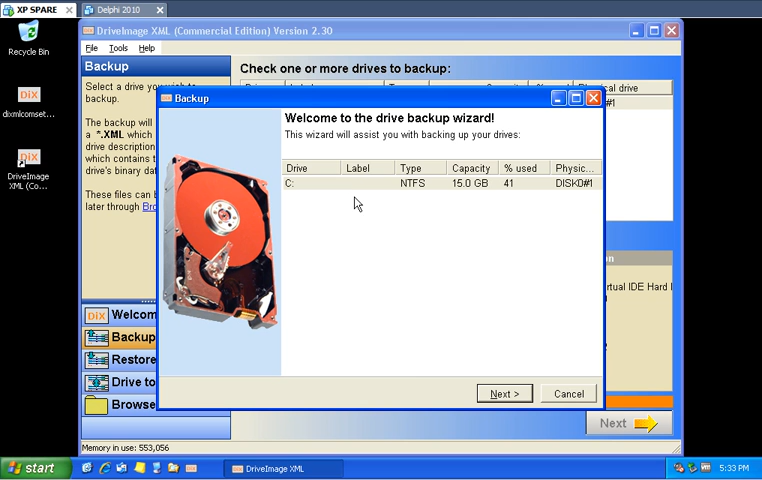 XP SPARE
Delphi 2010
Recycle Bin
dixmlcomset...
DriveImage
XML (Co...
DriveImage XML (Commercial Edition) Version 2.30
File Tools Help
Backup
Select a drive you wish to
backup.
The backup will
a *.XML which
drive description
which contains t
drive's binary dat
These files can b
later through Bro
Check one or more drives to backup:
Backup
Welcome to the drive backup wizard!
This wizard will assist you with backing up your drives:
Drive Label Type Capacity % used Physic...
C: NTFS 15.0 GB 41 DISK0#1
Next > Cancel
DiX Welcom
Backup
Restore
Drive to
Browse
Next
Memory in use: 553,056
start
DriveImage XML
5:33 PM